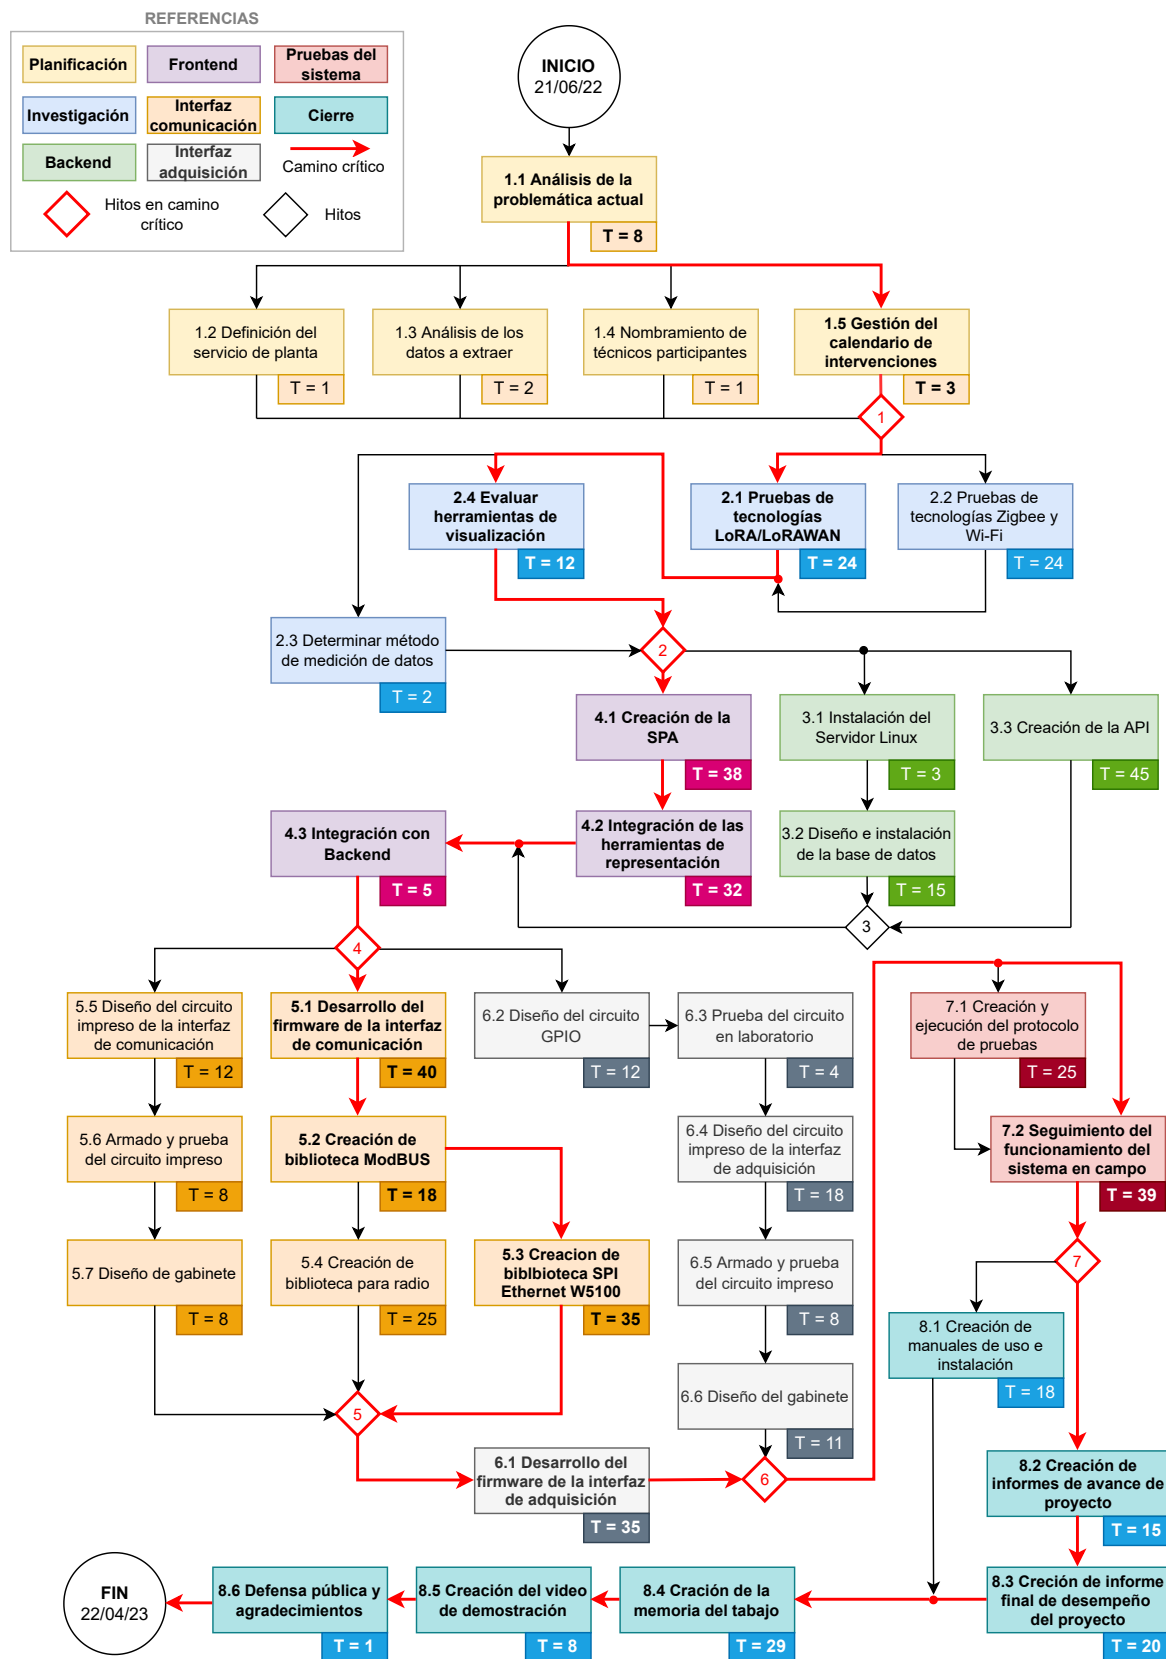 REFERENCIAS
Planificación
Frontend
Pruebas del
sistema
Investigación
Interfaz
comunicación
Cierre
Backend
Interfaz
adquisición
Camino crítico
Hitos en camino
crítico
Hitos
INICIO
21/06/22
1.1 Análisis de la
problemática actual
T = 8
1.2 Definición del
servicio de planta
T = 1
1.3 Análisis de los
datos a extraer
T = 2
1.4 Nombramiento de
técnicos participantes
T = 1
1.5 Gestión del
calendario de
intervenciones
T = 3
1
2.4 Evaluar
herramientas de
visualización
T = 12
2.1 Pruebas de
tecnologías
LoRA/LoRAWAN
T = 24
2.2 Pruebas de
tecnologías Zigbee y
Wi-Fi
T = 24
2.3 Determinar método
de medición de datos
T = 2
2
4.1 Creación de la
SPA
T = 38
3.1 Instalación del
Servidor Linux
T = 3
3.3 Creación de la API
T = 45
4.3 Integración con
Backend
T = 5
4.2 Integración de las
herramientas de
representación
T = 32
3.2 Diseño e instalación
de la base de datos
T = 15
3
4
5.5 Diseño del circuito
impreso de la interfaz
de comunicación
T = 12
5.1 Desarrollo del
firmware de la interfaz
de comunicación
T = 40
6.2 Diseño del circuito
GPIO
T = 12
6.3 Prueba del circuito
en laboratorio
T = 4
7.1 Creación y
ejecución del protocolo
de pruebas
T = 25
5.6 Armado y prueba
del circuito impreso
T = 8
5.2 Creación de
biblioteca ModBUS
T = 18
6.4 Diseño del circuito
impreso de la interfaz
de adquisición
T = 18
7.2 Seguimiento del
funcionamiento del
sistema en campo
T = 39
5.7 Diseño de gabinete
T = 8
5.4 Creación de
biblioteca para radio
T = 25
5.3 Creacion de
biblbioteca SPI
Ethernet W5100
T = 35
6.5 Armado y prueba
del circuito impreso
T = 8
7
8.1 Creación de
manuales de uso e
instalación
T = 18
6.6 Diseño del gabinete
T = 11
5
6.1 Desarrollo del
firmware de la interfaz
de adquisición
T = 35
6
8.2 Creación de
informes de avance de
proyecto
T = 15
FIN
22/04/23
8.6 Defensa pública y
agradecimientos
T = 1
8.5 Creación del video
de demostración
T = 8
8.4 Cración de la
memoria del tabajo
T = 29
8.3 Creción de informe
final de desempeño
del proyecto
T = 20